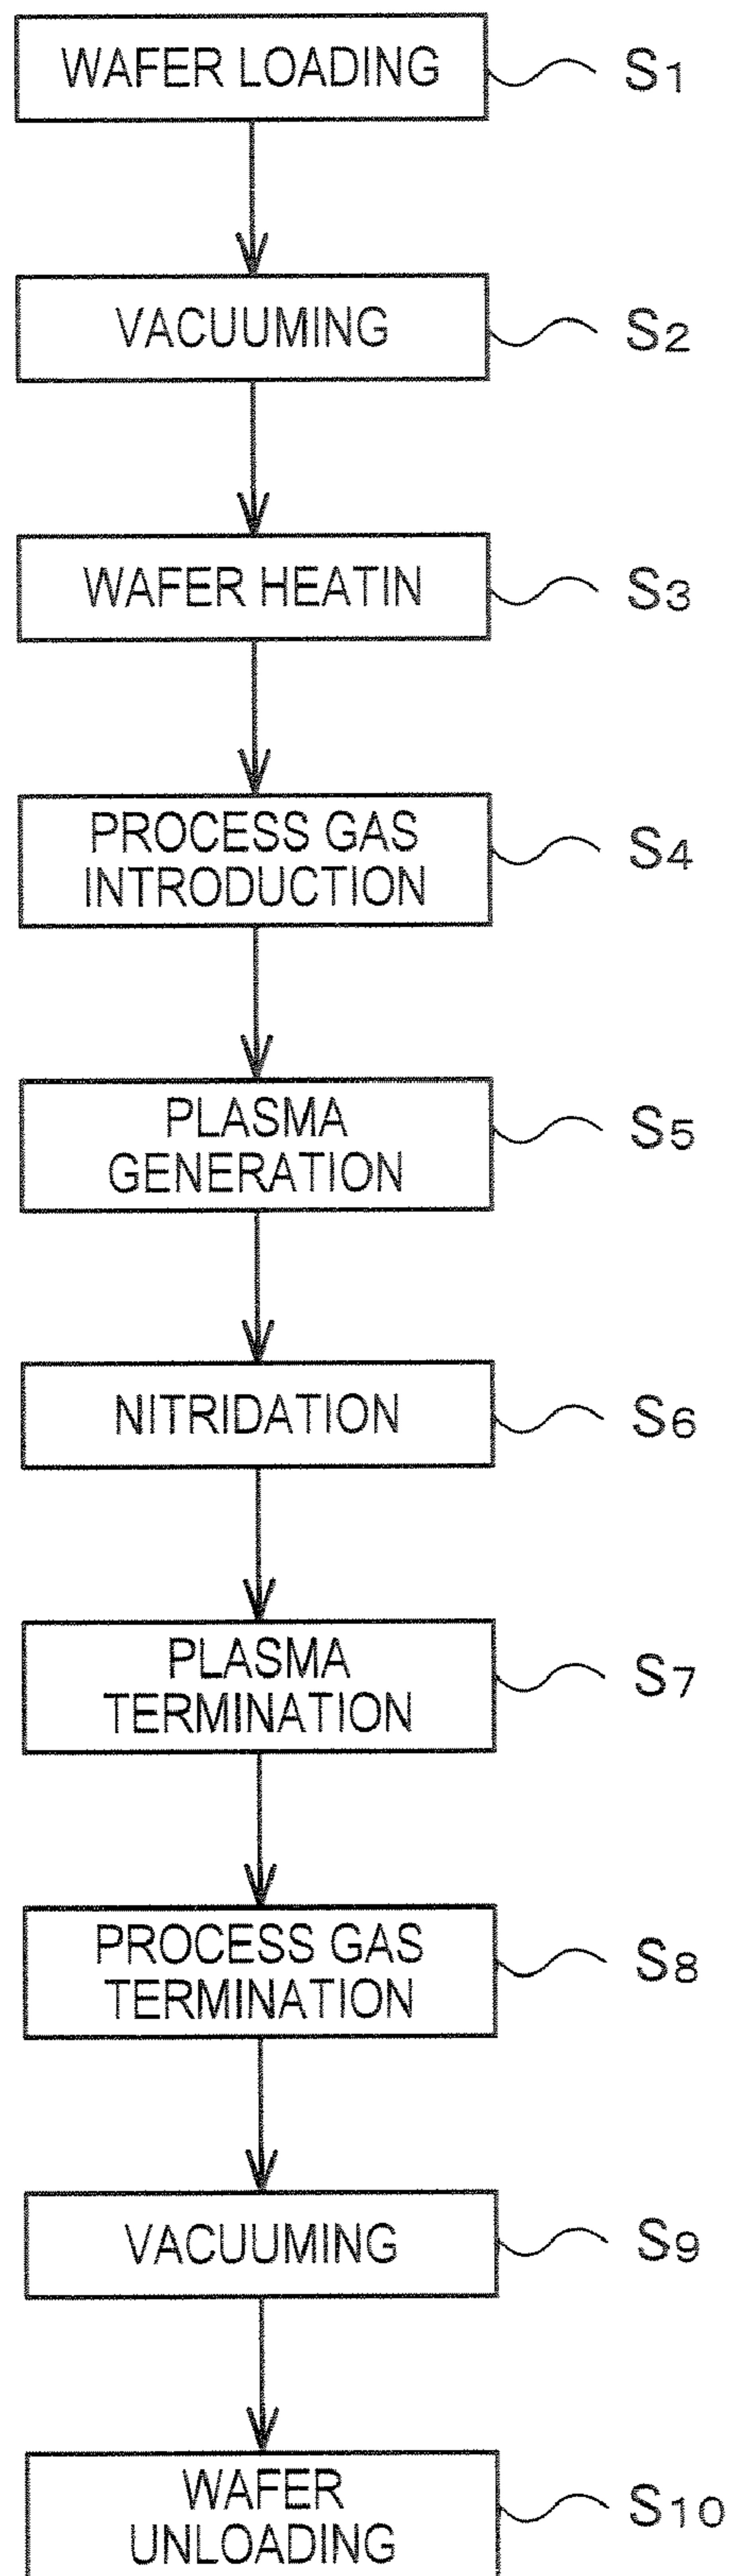 WAFER LOADING S1
VACUUMING S2
WAFER HEATIN S3
PROCESS GAS
INTRODUCTION S4
PLASMA
GENERATION S5
NITRIDATION S6
PLASMA
TERMINATION S7
PROCESS GAS
TERMINATION S8
VACUUMING S9
WAFER
UNLOADING S10